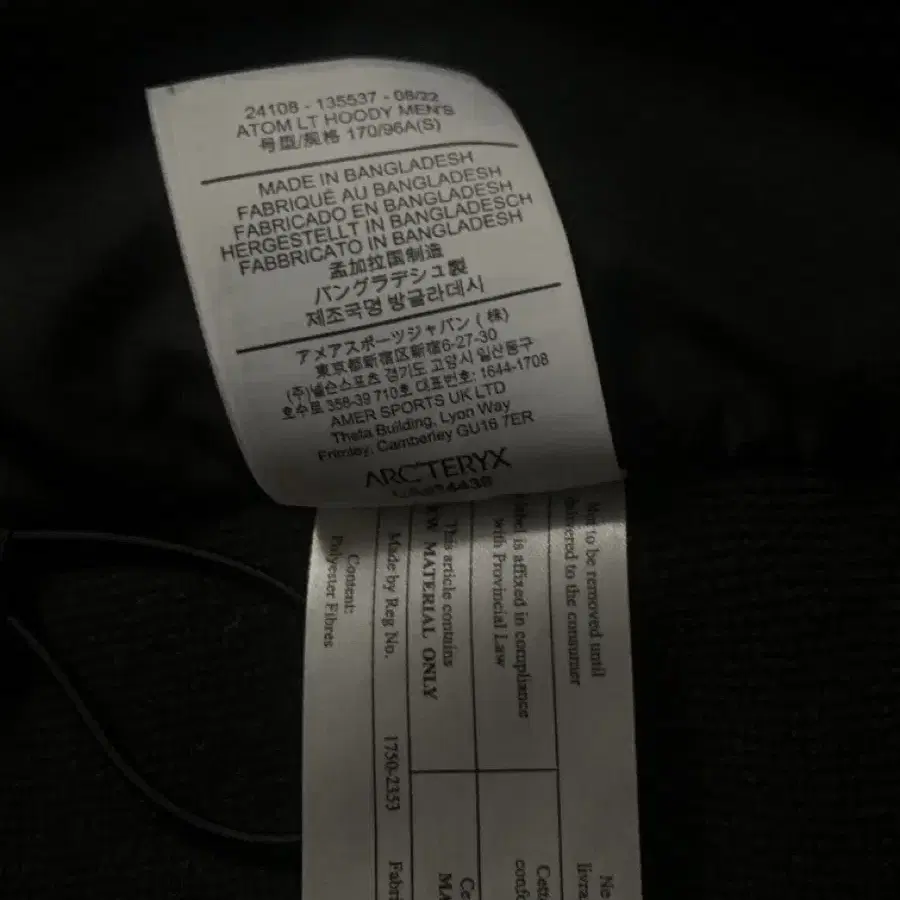 24108 - 135537 - 08/22
ATOM LT HOODY MEN'S
号型/规格 170/96A(S)
MADE IN BANGLADESH
FABRIQUÉ AU BANGLADESH
FABRICADO EN BANGLADESH
HERGESTELLT IN BANGLADESCH
FABBRICATO IN BANGLADESH
孟加拉国制造
バングラデシュ製
제조국명 방글라데시
アメアスポーツジャパン (株)
東京都新宿区新宿6-27-30
(주)넬슨스포츠 경기도 고양시 일산동구
호수로 358-39 710호 대표번호: 1644-1708
AMER SPORTS UK LTD
Theta Building, Lyon Way
Frimley, Camberley GU16 7ER
ARC'TERYX
Not to be removed until
delivered to the consumer
label is affixed in compliance
with Provincial Law
This article contains
MATERIAL ONLY
Made by Reg No. 1750-2353
Content:
Polyester Fibres